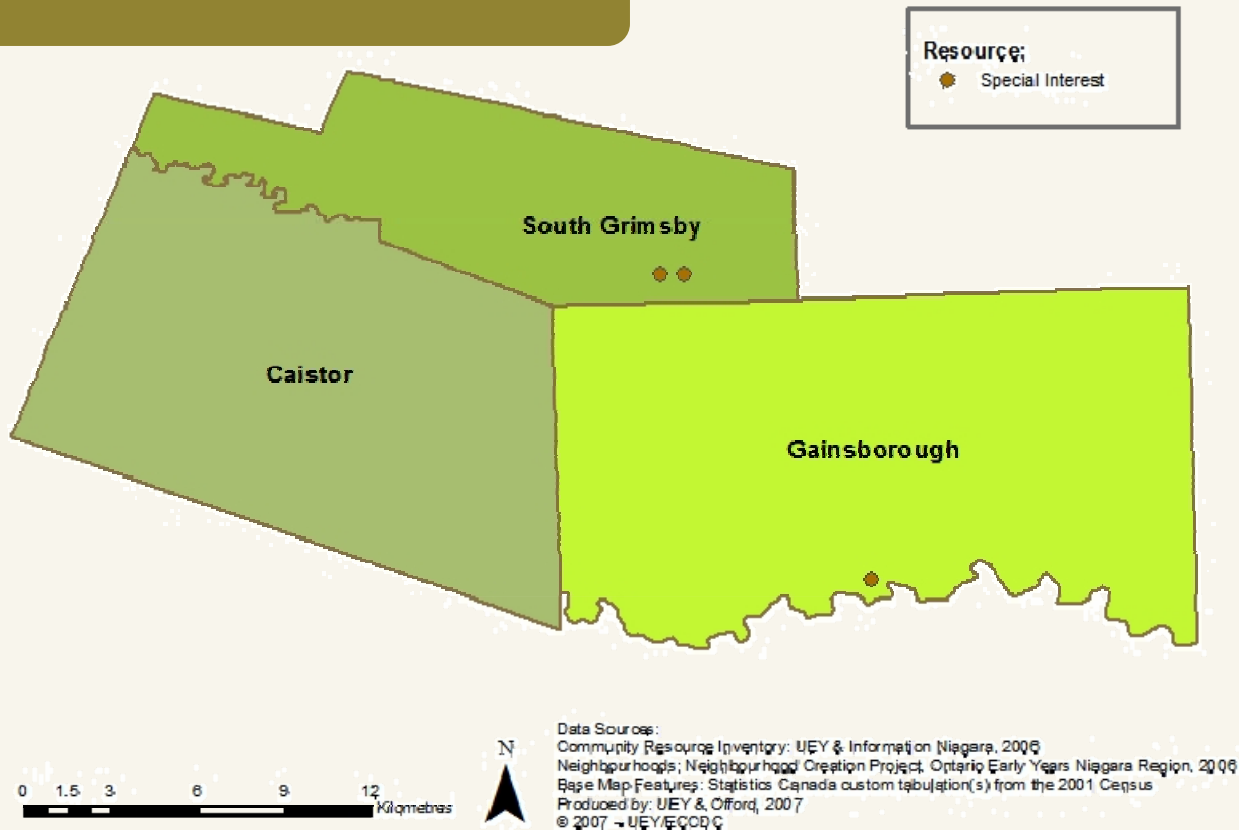 Resource:
Special Interest
South Grimsby
Caistor
Gainsborough
N
0 1.5 3 6 9 12
Kilometres
Data Sources:
Community Resource Inventory: UEY & Information Niagara, 2006
Neighbourhoods: Neighbourhood Creation Project, Ontario Early Years Niagara Region, 2006
Base Map Features: Statistics Canada custom tabulation(s) from the 2001 Census
Produced by: UEY & Offord, 2007
© 2007 - UEY/ECCDC